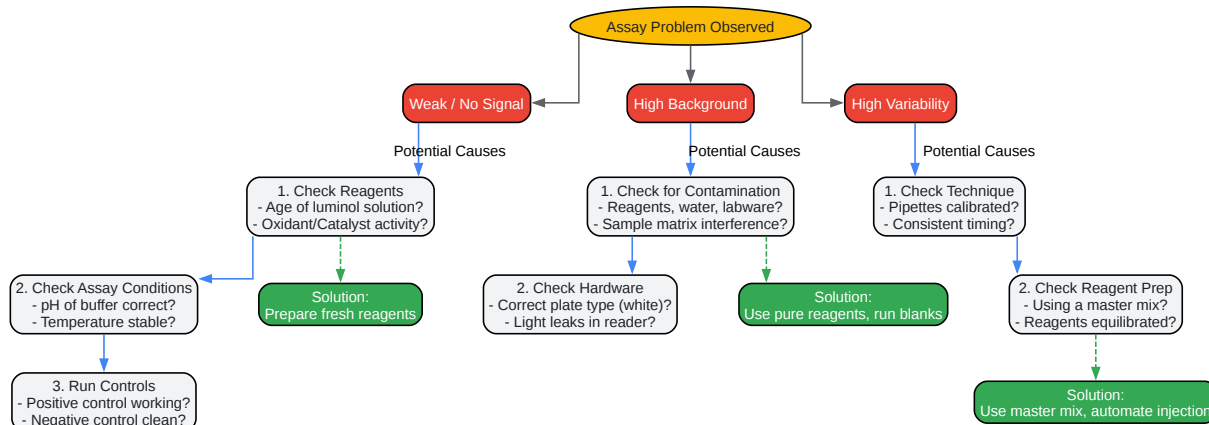 Assay Problem Observed
Weak / No Signal
High Background
High Variability
Potential Causes
Potential Causes
Potential Causes
1. Check Reagents
- Age of luminol solution?
- Oxidant/Catalyst activity?
1. Check for Contamination
- Reagents, water, labware?
- Sample matrix interference?
1. Check Technique
- Pipettes calibrated?
- Consistent timing?
2. Check Assay Conditions
- pH of buffer correct?
- Temperature stable?
Solution:
Prepare fresh reagents
2. Check Hardware
- Correct plate type (white)?
- Light leaks in reader?
Solution:
Use pure reagents, run blanks
2. Check Reagent Prep
- Using a master mix?
- Reagents equilibrated?
3. Run Controls
- Positive control working?
- Negative control clean?
Solution:
Use master mix, automate injection